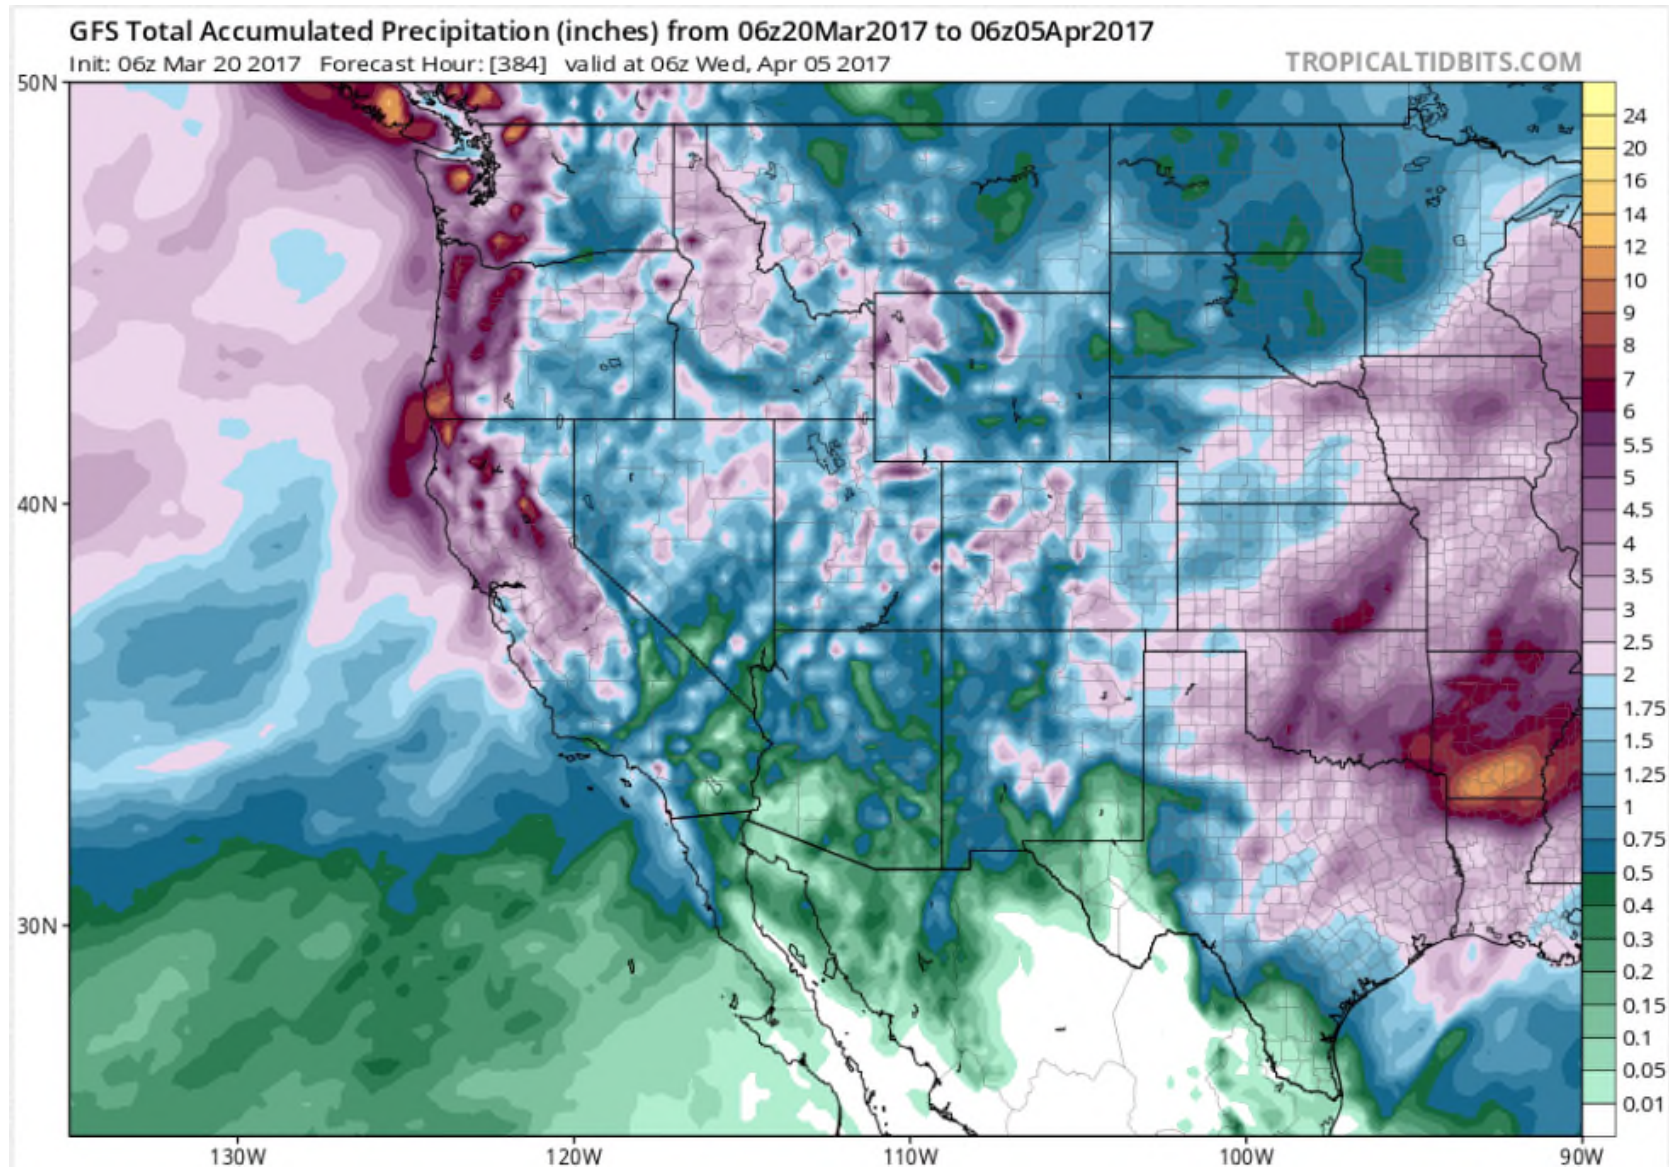 GFS Total Accumulated Precipitation (inches) from 06z20Mar2017 to 06z05Apr2017
Init: 06z Mar 20 2017 Forecast Hour: [384] valid at 06z Wed, Apr 05 2017
TROPICALTIDBITS.COM
50N
40N
30N
130W
120W
110W
100W
90W
24
20
16
14
12
10
9
8
7
6
5.5
5
4.5
4
3.5
3
2.5
2
1.75
1.5
1.25
1
0.75
0.5
0.4
0.3
0.2
0.15
0.1
0.05
0.01